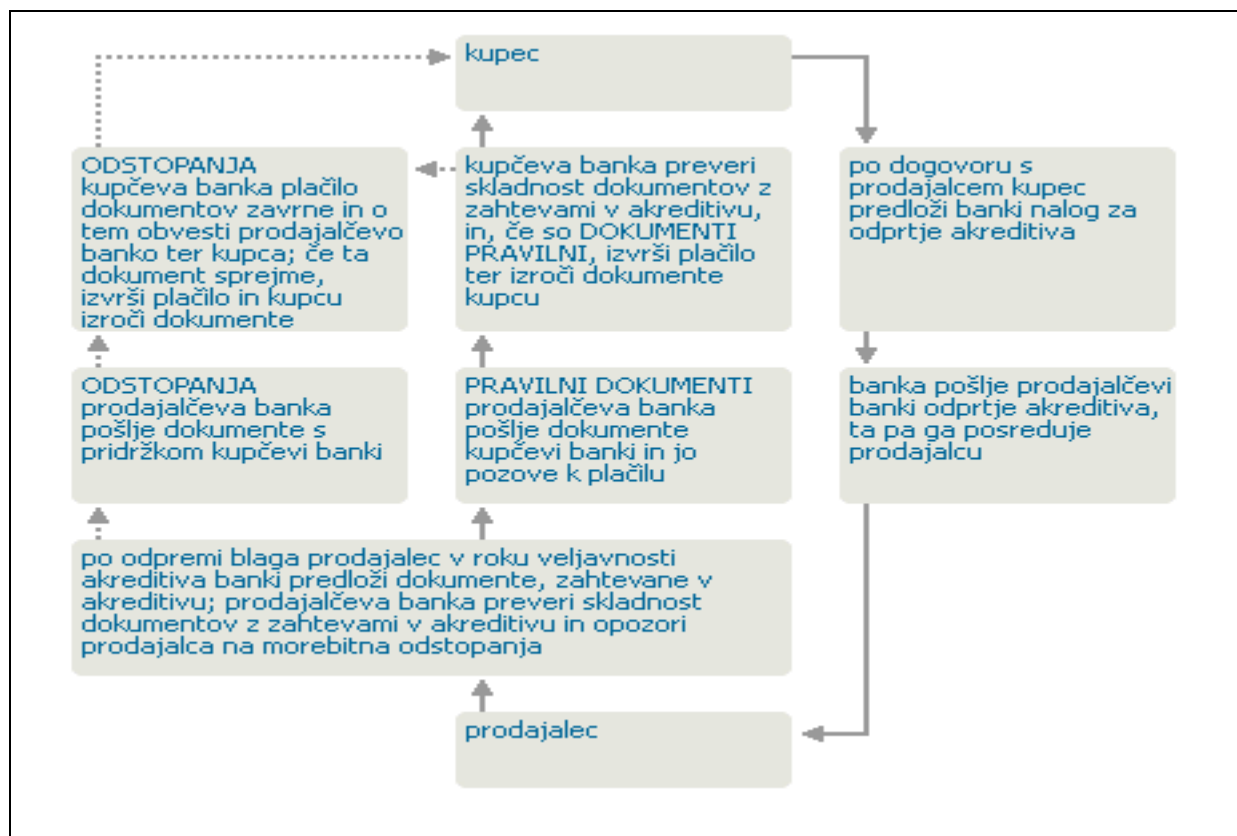 kupec
ODSTOPANJA
kupčeva banka plačilo
dokumentov zavrne in o
tem obvesti prodajalčevo
banko ter kupca; če ta
dokument sprejme,
izvrši plačilo in kupcu
izroči dokumente
kupčeva banka preveri
skladnost dokumentov z
zahtevami v akreditivu,
in, če so DOKUMENTI
PRAVILNI, izvrši plačilo
ter izroči dokumente
kupcu
po dogovoru s
prodajalcem kupec
predloži banki nalog za
odprtje akreditiva
ODSTOPANJA
prodajalčeva banka
pošlje dokumente s
pridržkom kupčevi banki
PRAVILNI DOKUMENTI
prodajalčeva banka
pošlje dokumente
kupčevi banki in jo
pozove k plačilu
banka pošlje prodajalčevi
banki odprtje akreditiva,
ta pa ga posreduje
prodajalcu
po odpremi blaga prodajalec v roku veljavnosti
akreditiva banki predloži dokumente, zahtevane v
akreditivu; prodajalčeva banka preveri skladnost
dokumentov z zahtevami v akreditivu in opozori
prodajalca na morebitna odstopanja
prodajalec